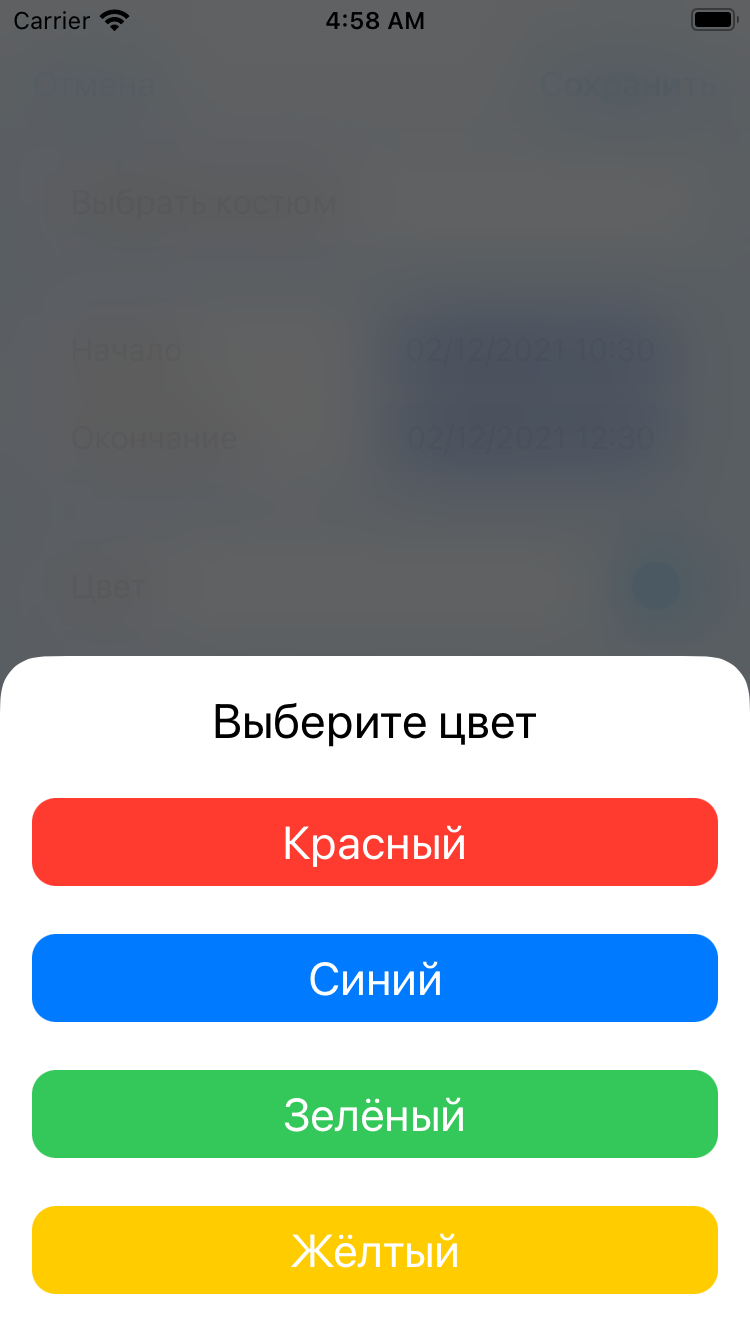 Carrier 4:58 AM
Отмена Сохранить
Выбрать костюм
Начало 02/12/2021 10:30
Окончание 02/12/2021 12:30
Цвет
Выберите цвет
Красный
Синий
Зелёный
Жёлтый